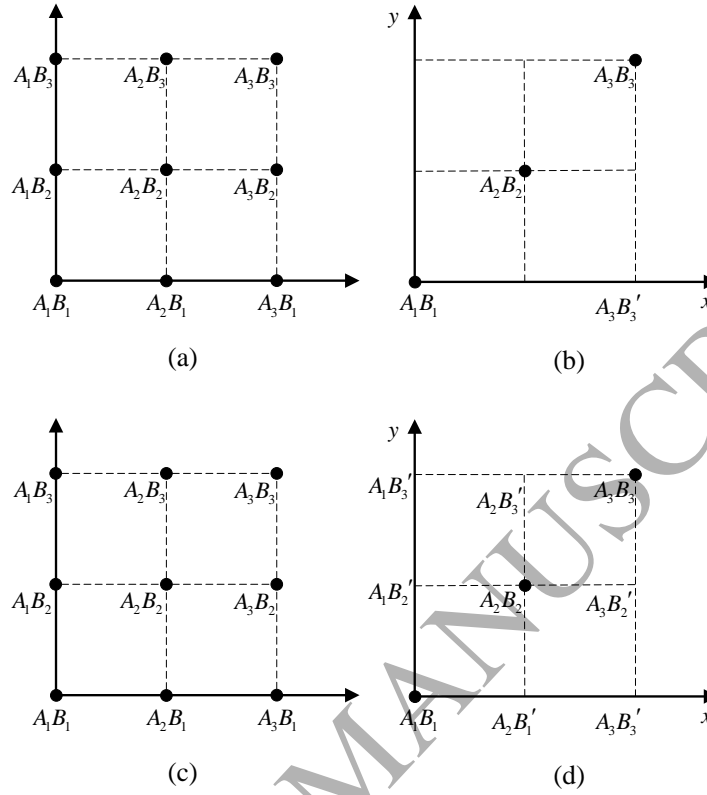 A₁B₃ A₂B₃ A₃B₃
A₁B₂ A₂B₂ A₃B₂
A₁B₁ A₂B₁ A₃B₁
(a)
y
A₃B₃
A₂B₂
A₁B₁ A₃B₃′ x
(b)
A₁B₃ A₂B₃ A₃B₃
A₁B₂ A₂B₂ A₃B₂
A₁B₁ A₂B₁ A₃B₁
(c)
y
A₁B₃′ A₂B₃′ A₃B₃
A₁B₂′ A₂B₂ A₃B₂′
A₁B₁ A₂B₁′ A₃B₃′ x
(d)
MANUSC